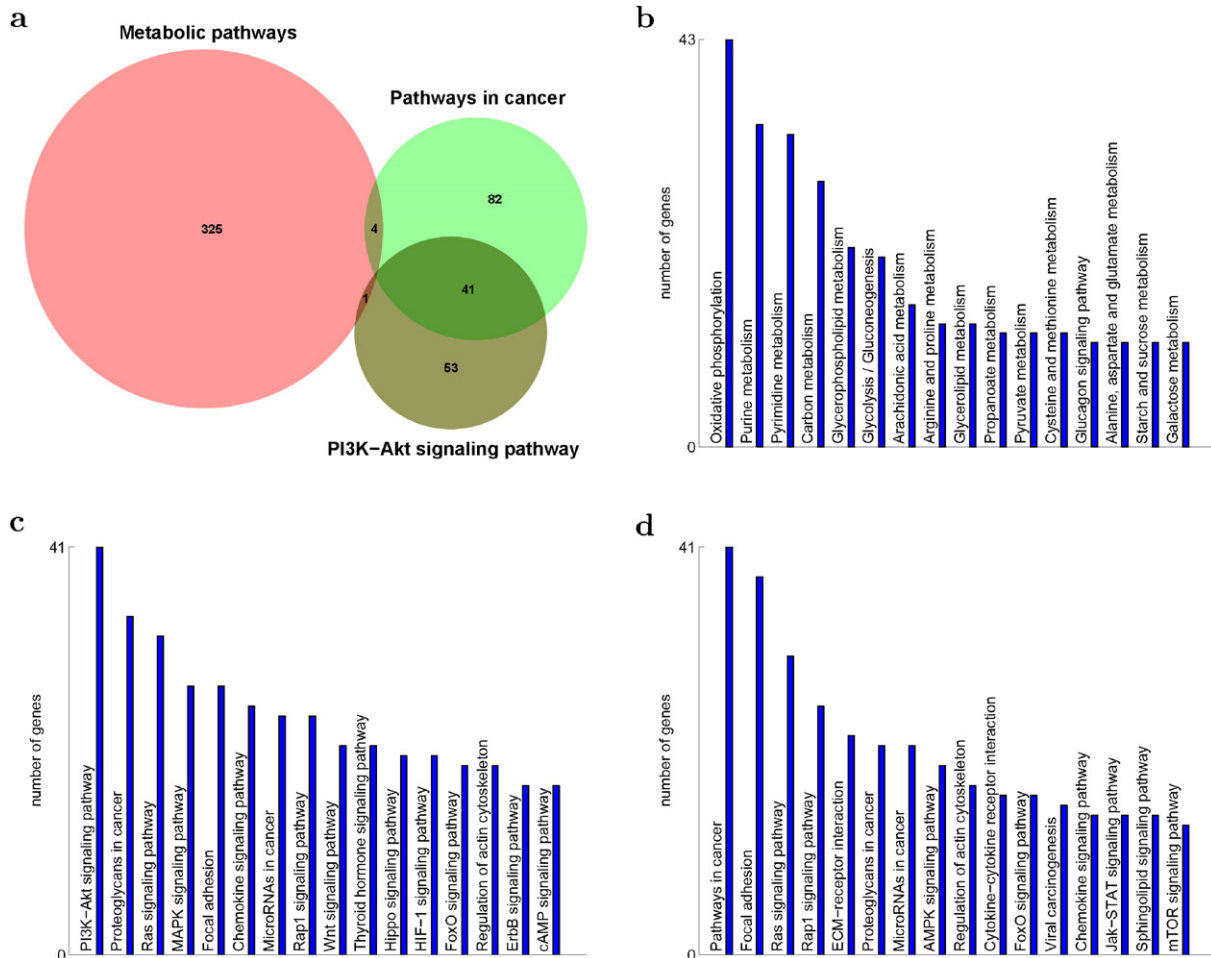 a
Metabolic pathways
Pathways in cancer
82
325
4
41
1
53
PI3K−Akt signaling pathway
b
43
number of genes
0
Oxidative phosphorylation
Purine metabolism
Pyrimidine metabolism
Carbon metabolism
Glycerophospholipid metabolism
Glycolysis / Gluconeogenesis
Arachidonic acid metabolism
Arginine and proline metabolism
Glycerolipid metabolism
Propanoate metabolism
Pyruvate metabolism
Cysteine and methionine metabolism
Glucagon signaling pathway
Alanine, aspartate and glutamate metabolism
Starch and sucrose metabolism
Galactose metabolism
c
41
number of genes
0
PI3K−Akt signaling pathway
Proteoglycans in cancer
Ras signaling pathway
MAPK signaling pathway
Focal adhesion
Chemokine signaling pathway
MicroRNAs in cancer
Rap1 signaling pathway
Wnt signaling pathway
Thyroid hormone signaling pathway
Hippo signaling pathway
HIF−1 signaling pathway
FoxO signaling pathway
Regulation of actin cytoskeleton
ErbB signaling pathway
cAMP signaling pathway
d
41
number of genes
0
Pathways in cancer
Focal adhesion
Ras signaling pathway
Rap1 signaling pathway
ECM−receptor interaction
Proteoglycans in cancer
MicroRNAs in cancer
AMPK signaling pathway
Regulation of actin cytoskeleton
Cytokine−cytokine receptor interaction
FoxO signaling pathway
Viral carcinogenesis
Chemokine signaling pathway
Jak−STAT signaling pathway
Sphingolipid signaling pathway
mTOR signaling pathway